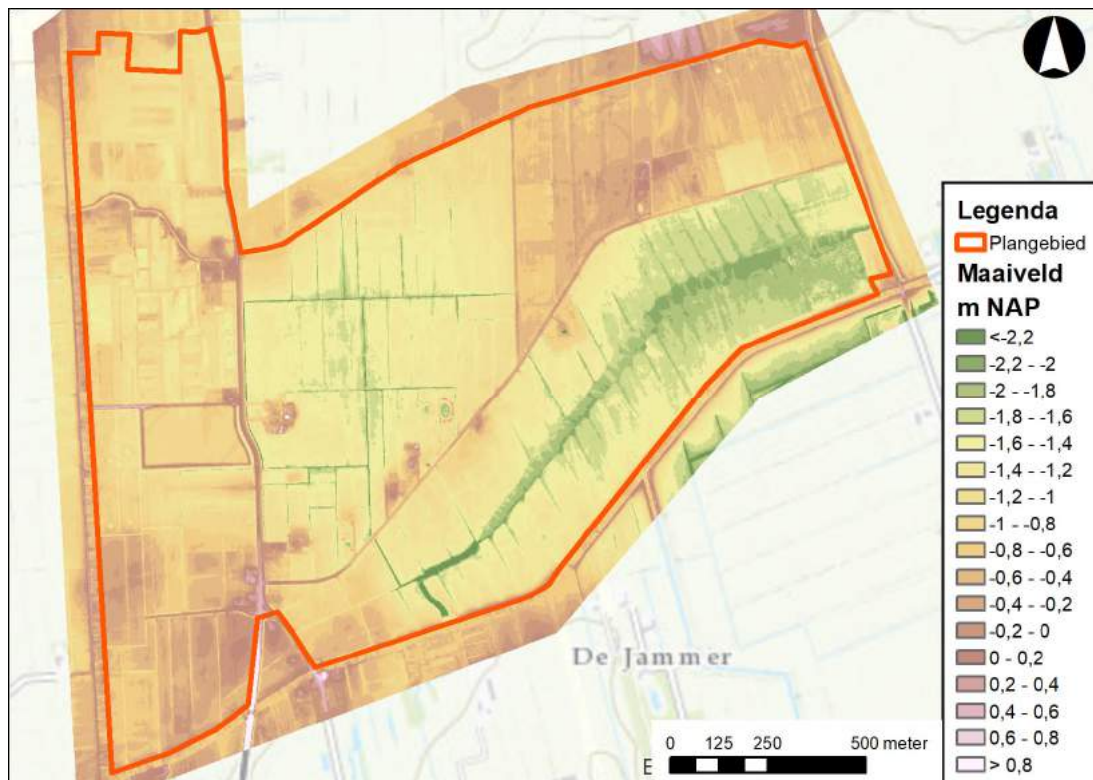 Legenda
Plangebied
Maaiveld
m NAP
<-2,2
-2,2 - -2
-2 - -1,8
-1,8 - -1,6
-1,6 - -1,4
-1,4 - -1,2
-1,2 - -1
-1 - -0,8
-0,8 - -0,6
-0,6 - -0,4
-0,4 - -0,2
-0,2 - 0
0 - 0,2
0,2 - 0,4
0,4 - 0,6
0,6 - 0,8
> 0,8
De Jammer
0 125 250 500 meter